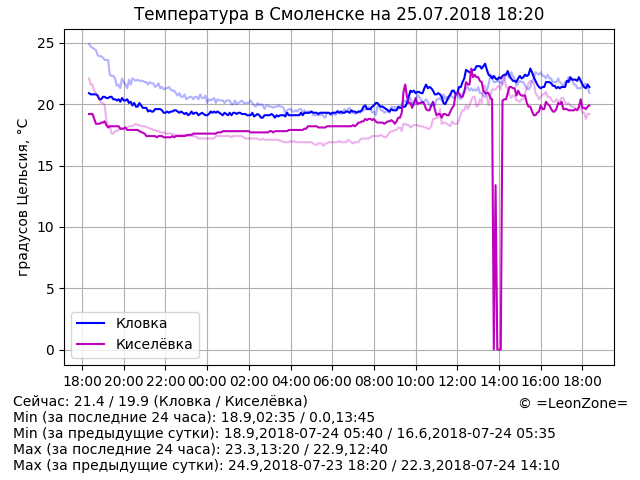 Температура в Смоленске на 25.07.2018 18:20
градусов Цельсия, °C
25
20
15
10
5
0
Кловка
Киселёвка
18:00 20:00 22:00 00:00 02:00 04:00 06:00 08:00 10:00 12:00 14:00 16:00 18:00
Сейчас: 21.4 / 19.9 (Кловка / Киселёвка)
© =LeonZone=
Min (за последние 24 часа): 18.9,02:35 / 0.0,13:45
Min (за предыдущие сутки): 18.9,2018-07-24 05:40 / 16.6,2018-07-24 05:35
Max (за последние 24 часа): 23.3,13:20 / 22.9,12:40
Max (за предыдущие сутки): 24.9,2018-07-23 18:20 / 22.3,2018-07-24 14:10